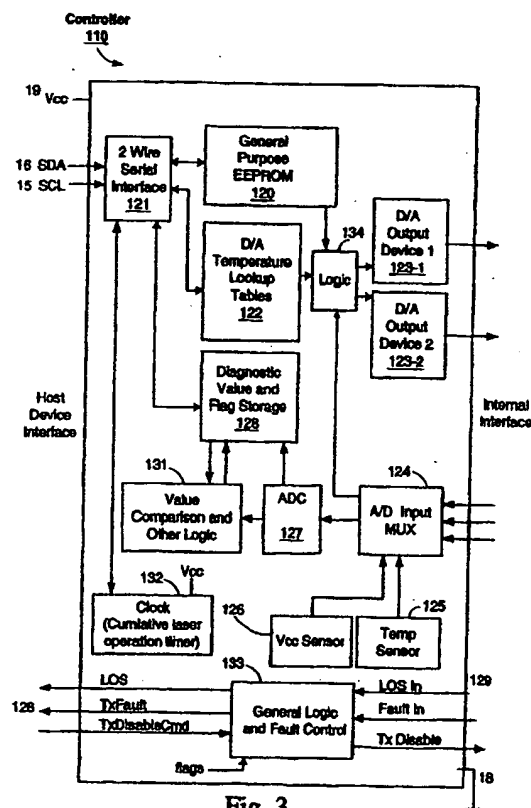 Controller
110
19 Vcc
16 SDA
15 SCL
2 Wire
Serial
Interface
121
General
Purpose
EEPROM
120
D/A
Temperature
Lookup
Tables
122
134
Logic
D/A
Output
Device 1
123-1
D/A
Output
Device 2
123-2
Host
Device
Interface
Internal
Interface
Diagnostic
Value and
Flag Storage
128
131
Value
Comparison and
Other Logic
ADC
127
124
A/D Input
MUX
132
Vcc
Clock
(Cumlative laser
operation timer)
126
Vcc Sensor
125
Temp
Sensor
133
LOS
128
TxFault
TxDisableCmd
flags
General Logic
and Fault Control
LOS In
129
Fault In
Tx Disable
18
Fig. 3